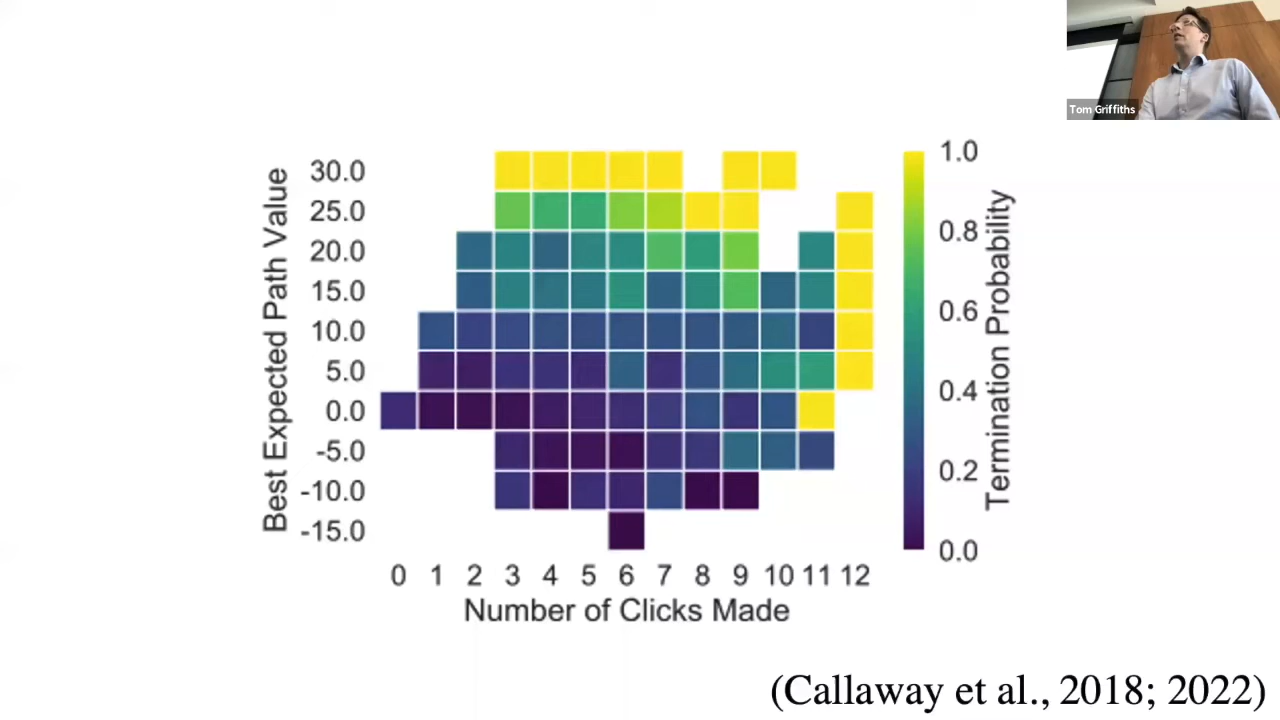 Tom Griffiths
Best Expected Path Value
30.0
25.0
20.0
15.0
10.0
5.0
0.0
-5.0
-10.0
-15.0
0 1 2 3 4 5 6 7 8 9 10 11 12
Number of Clicks Made
1.0
0.8
0.6
0.4
0.2
0.0
Termination Probability
(Callaway et al., 2018; 2022)